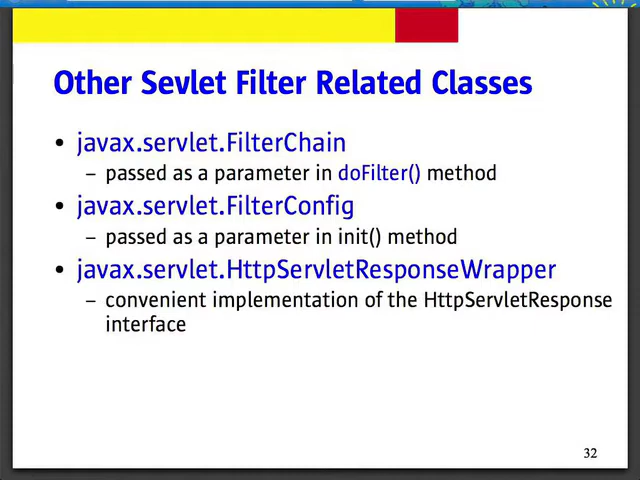 Other Sevlet Filter Related Classes
• javax.servlet.FilterChain
– passed as a parameter in doFilter() method
• javax.servlet.FilterConfig
– passed as a parameter in init() method
• javax.servlet.HttpServletResponseWrapper
– convenient implementation of the HttpServletResponse
interface
32